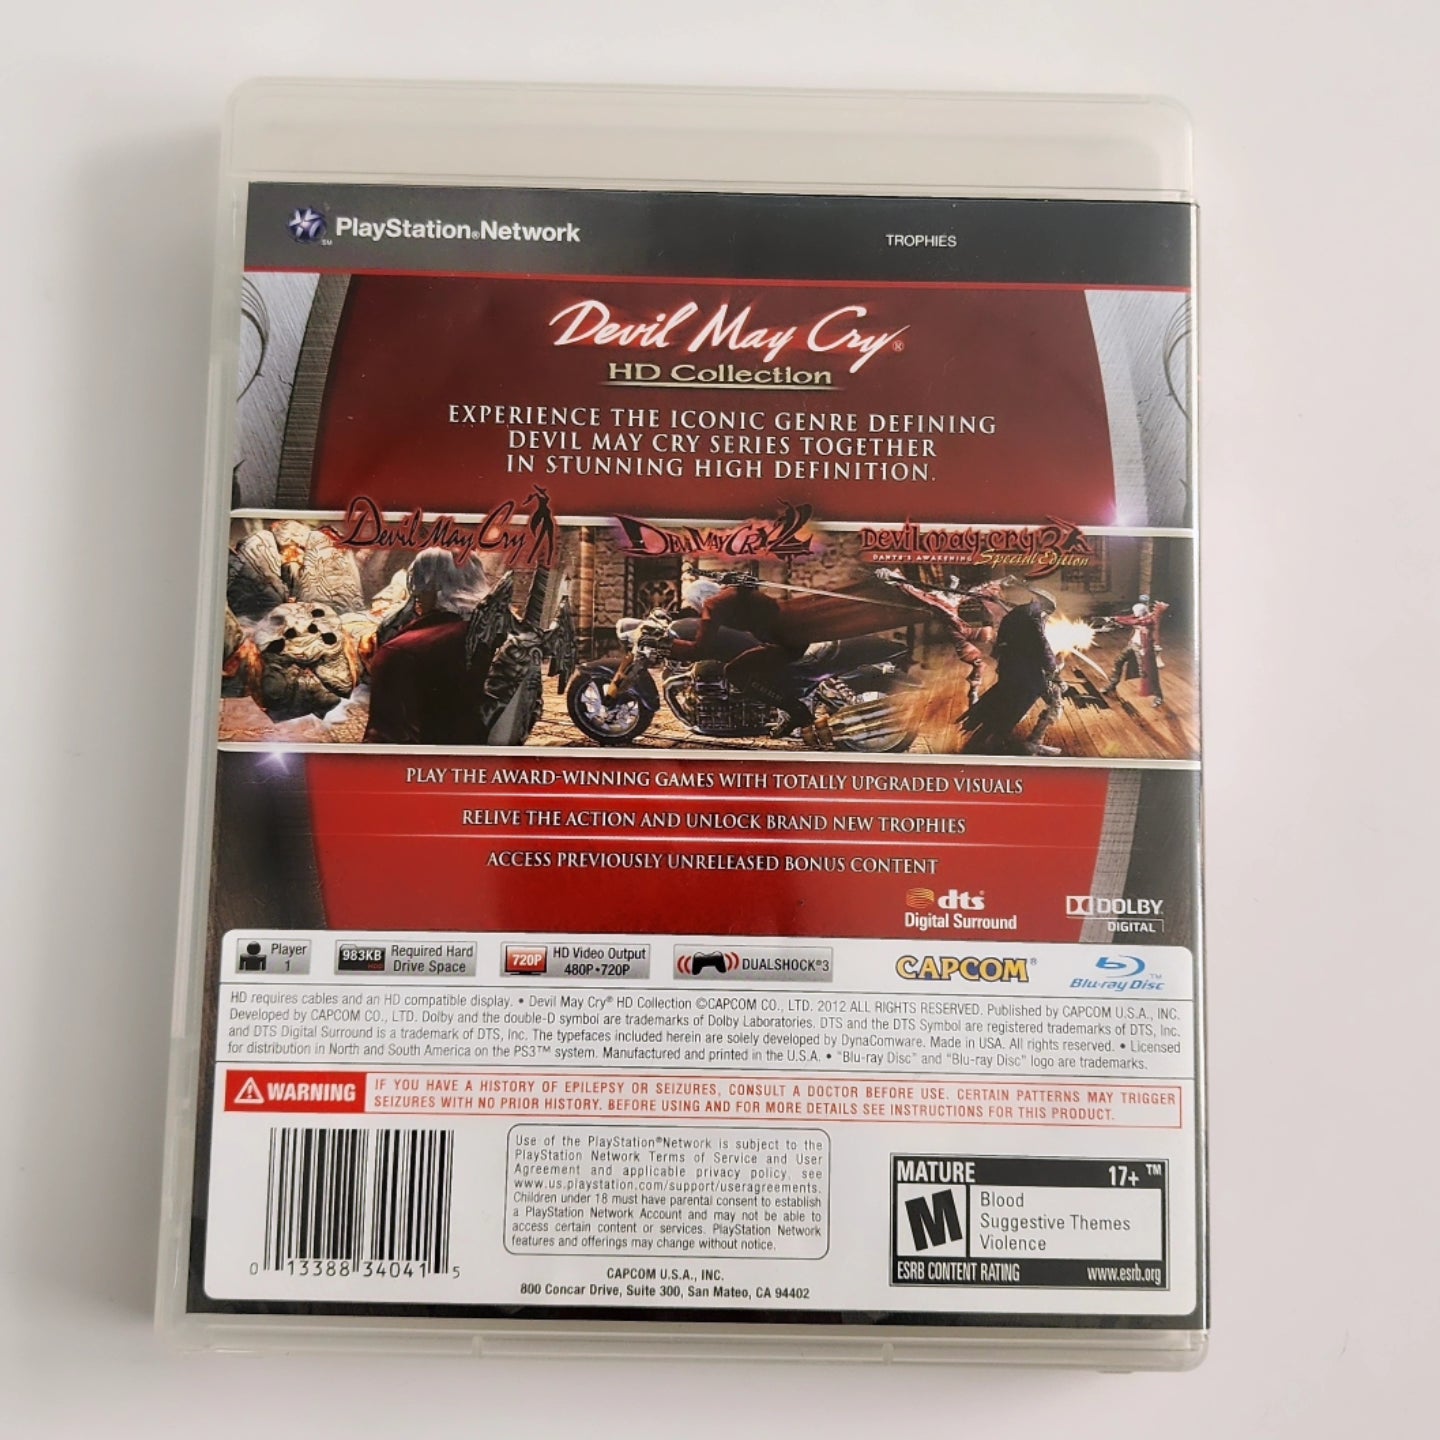 PlayStation®Network
SM
TROPHIES
Devil May Cry®
HD Collection
EXPERIENCE THE ICONIC GENRE DEFINING
DEVIL MAY CRY SERIES TOGETHER
IN STUNNING HIGH DEFINITION.
Devil May Cry
DEVIL MAY CRY 2
Devil may cry 3
DANTE'S AWAKENING Special Edition
PLAY THE AWARD-WINNING GAMES WITH TOTALLY UPGRADED VISUALS
RELIVE THE ACTION AND UNLOCK BRAND NEW TROPHIES
ACCESS PREVIOUSLY UNRELEASED BONUS CONTENT
dts
Digital Surround
DOLBY
DIGITAL
Player
1
983KB
HDD
Required Hard
Drive Space
720P
HD Video Output
480P•720P
DUALSHOCK®3
CAPCOM®
Blu-ray Disc™
HD requires cables and an HD compatible display. • Devil May Cry® HD Collection ©CAPCOM CO., LTD. 2012 ALL RIGHTS RESERVED. Published by CAPCOM U.S.A., INC.
Developed by CAPCOM CO., LTD. Dolby and the double-D symbol are trademarks of Dolby Laboratories. DTS and the DTS Symbol are registered trademarks of DTS, Inc.
and DTS Digital Surround is a trademark of DTS, Inc. The typefaces included herein are solely developed by DynaComware. Made in USA. All rights reserved. • Licensed
for distribution in North and South America on the PS3™ system. Manufactured and printed in the U.S.A. • "Blu-ray Disc" and "Blu-ray Disc" logo are trademarks.
WARNING
IF YOU HAVE A HISTORY OF EPILEPSY OR SEIZURES, CONSULT A DOCTOR BEFORE USE. CERTAIN PATTERNS MAY TRIGGER
SEIZURES WITH NO PRIOR HISTORY. BEFORE USING AND FOR MORE DETAILS SEE INSTRUCTIONS FOR THIS PRODUCT.
0 13388 34041 5
Use of the PlayStation®Network is subject to the
PlayStation Network Terms of Service and User
Agreement and applicable privacy policy, see
www.us.playstation.com/support/useragreements.
Children under 18 must have parental consent to establish
a PlayStation Network Account and may not be able to
access certain content or services. PlayStation Network
features and offerings may change without notice.
CAPCOM U.S.A., INC.
800 Concar Drive, Suite 300, San Mateo, CA 94402
MATURE 17+ ™
M
Blood
Suggestive Themes
Violence
ESRB CONTENT RATING www.esrb.org